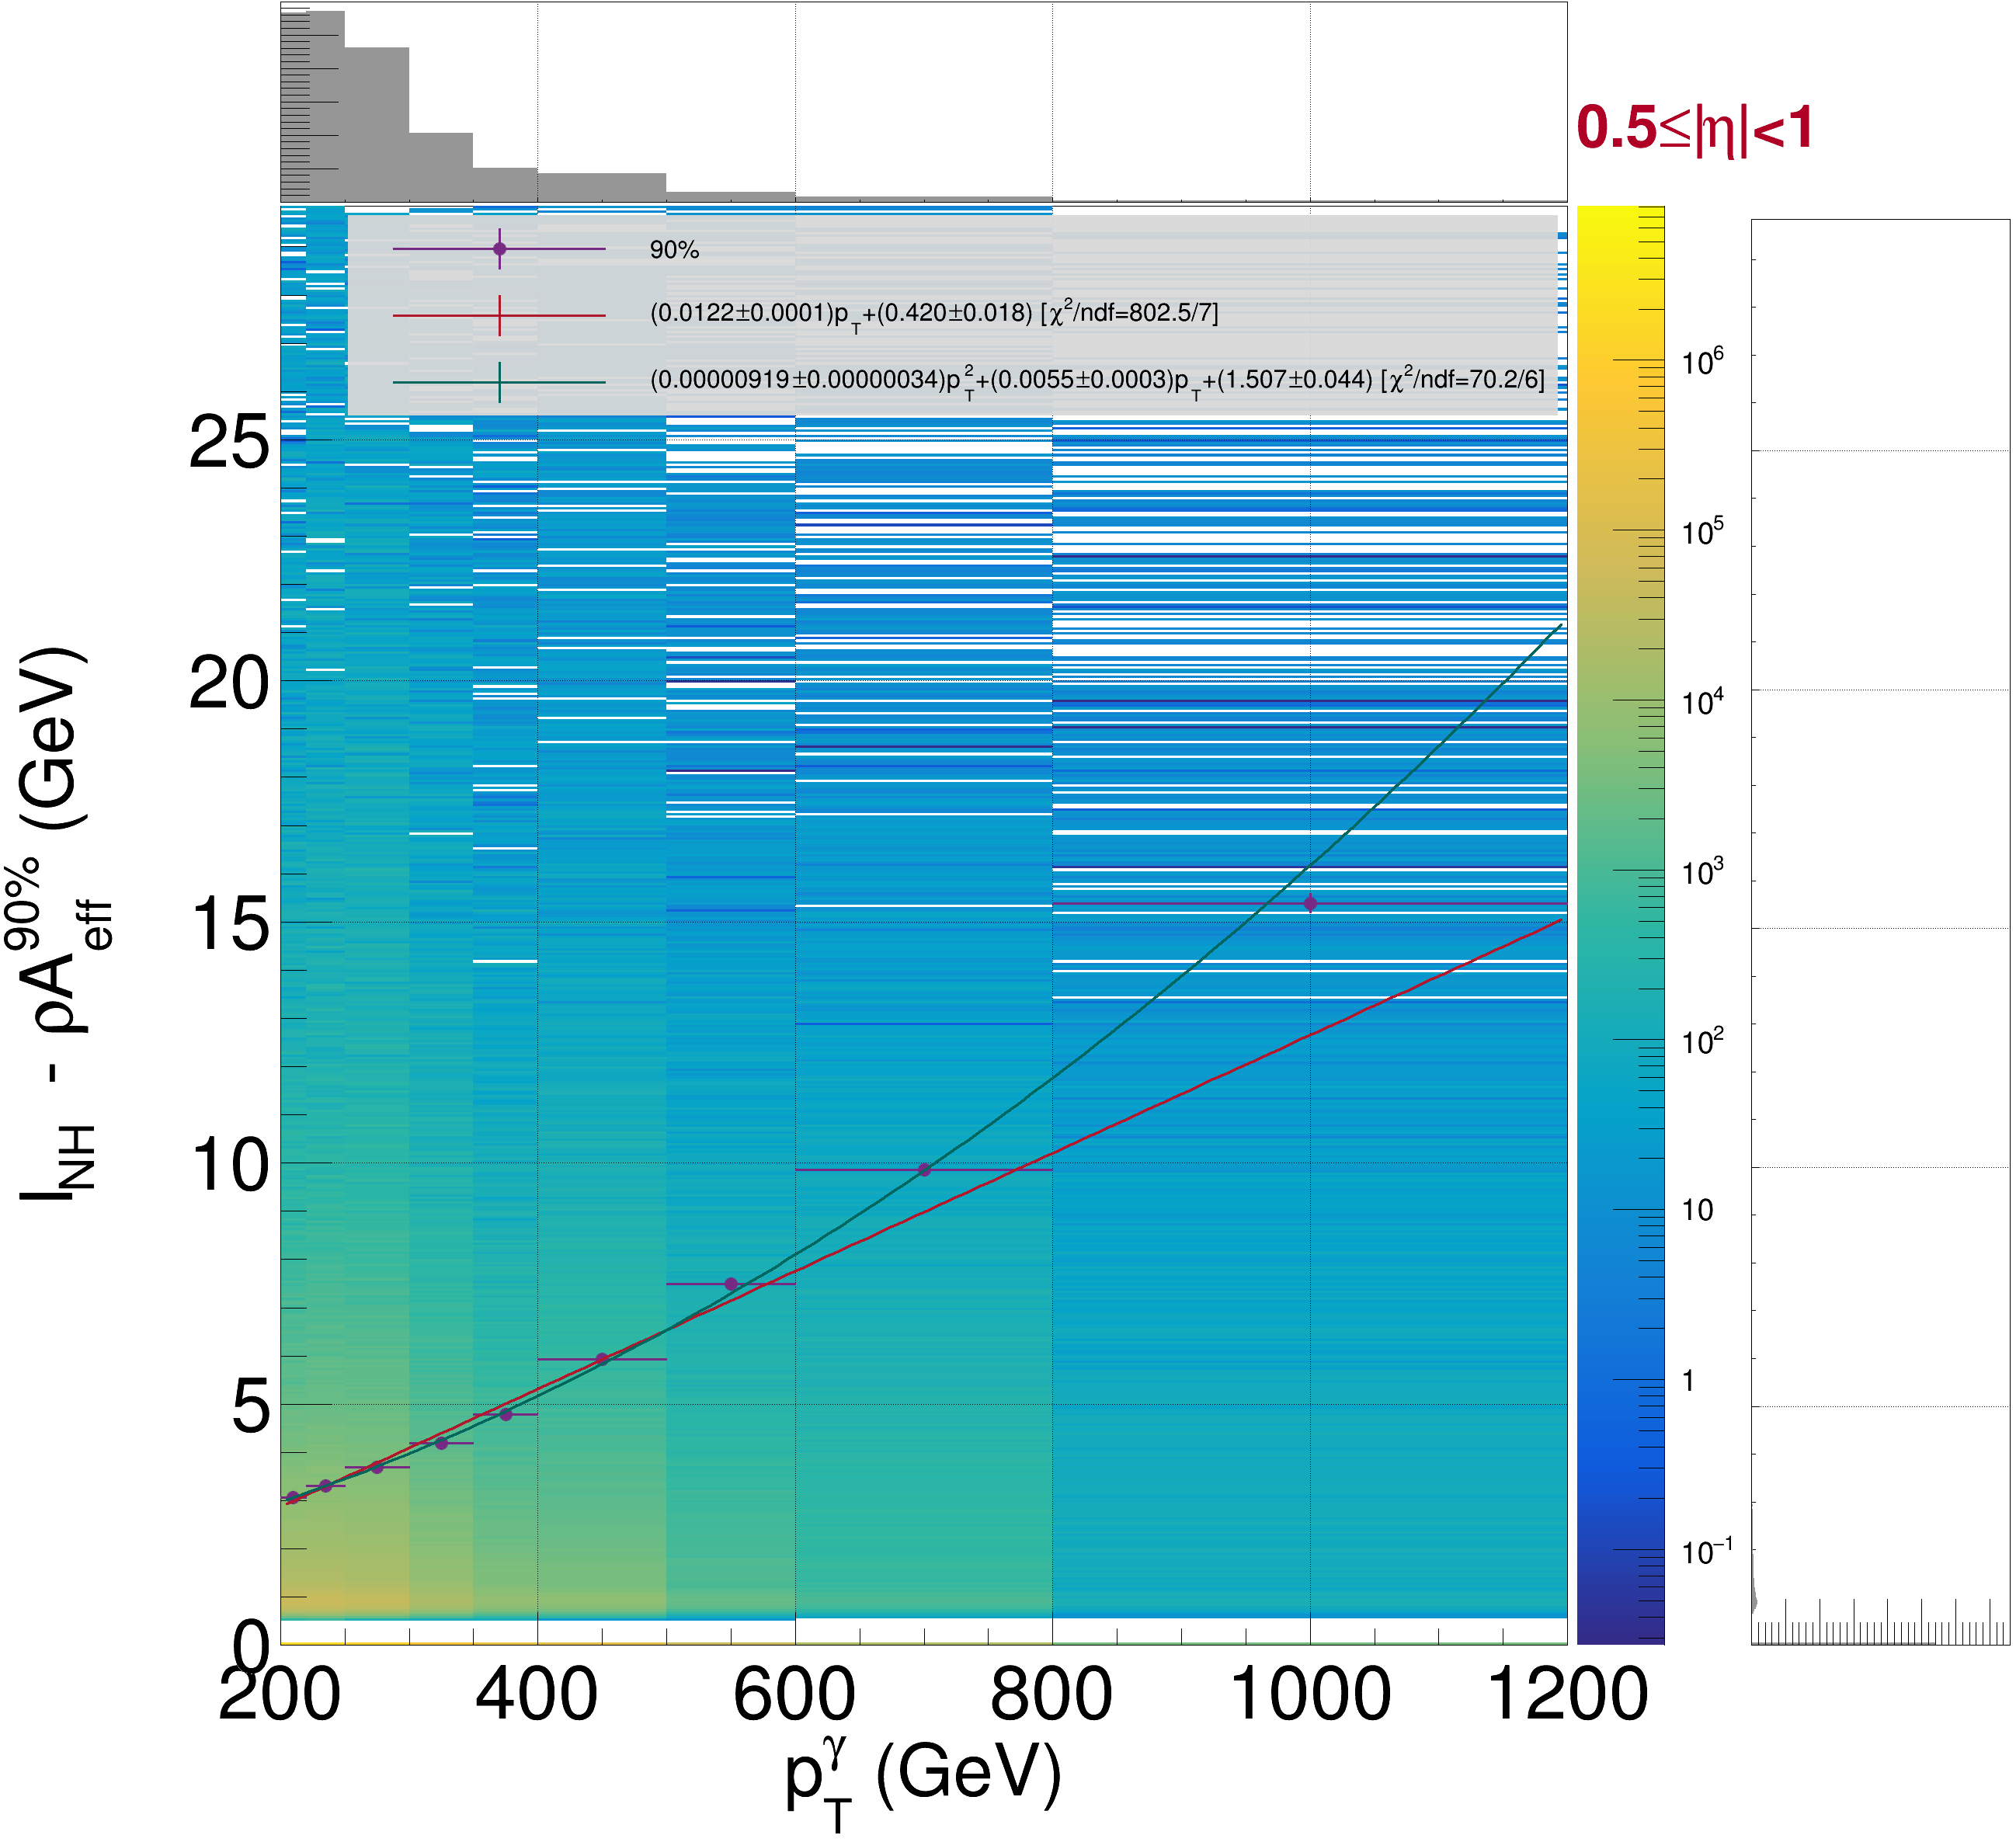 0.5≤|η|<1
90%
(0.0122±0.0001)p_T+(0.420±0.018) [χ²/ndf=802.5/7]
(0.00000919±0.00000034)p_T²+(0.0055±0.0003)p_T+(1.507±0.044) [χ²/ndf=70.2/6]
I_NH - ρA_eff^90% (GeV)
25
20
15
10
5
0
200 400 600 800 1000 1200
p_T^γ (GeV)
10⁶
10⁵
10⁴
10³
10²
10
1
10⁻¹